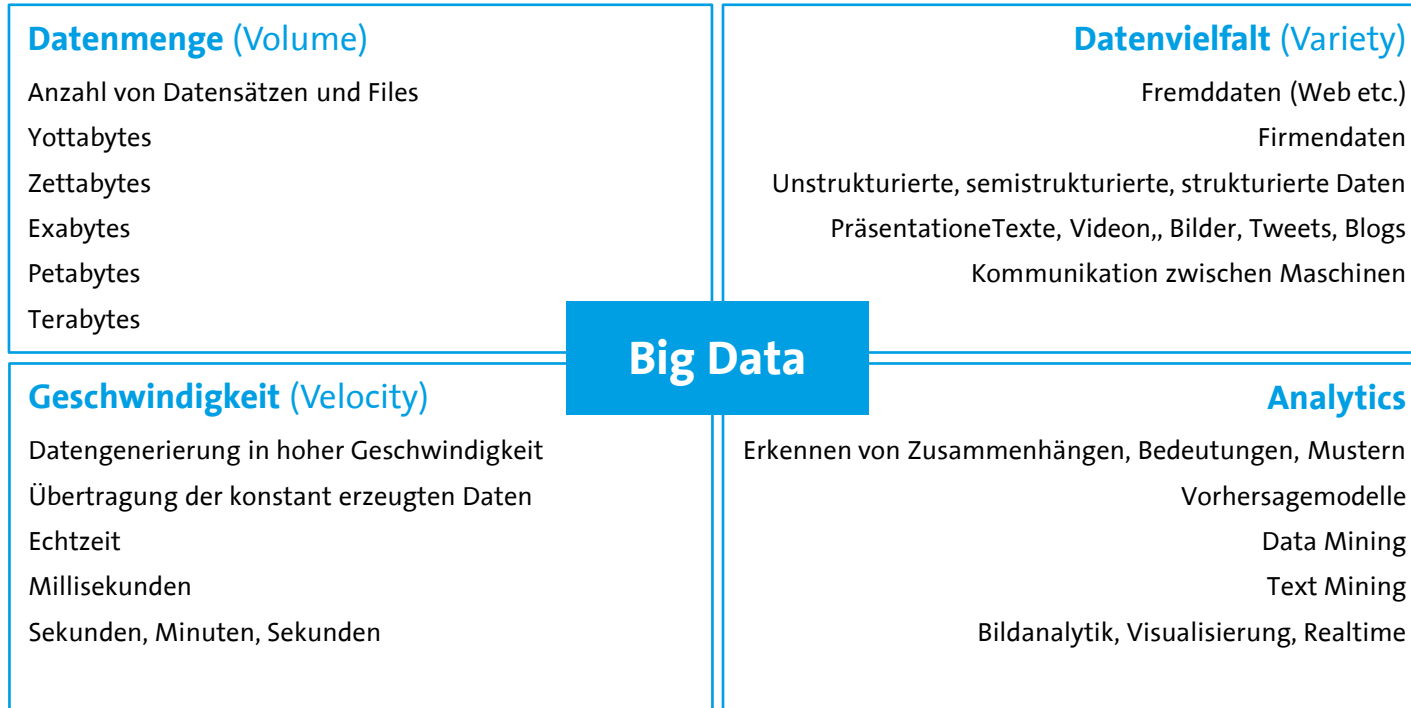 Datenmenge (Volume)
Anzahl von Datensätzen und Files
Yottabytes
Zettabytes
Exabytes
Petabytes
Terabytes
Datenvielfalt (Variety)
Fremddaten (Web etc.)
Firmendaten
Unstrukturierte, semistrukturierte, strukturierte Daten
PräsentationeTexte, Videon,, Bilder, Tweets, Blogs
Kommunikation zwischen Maschinen
Big Data
Geschwindigkeit (Velocity)
Datengenerierung in hoher Geschwindigkeit
Übertragung der konstant erzeugten Daten
Echtzeit
Millisekunden
Sekunden, Minuten, Sekunden
Analytics
Erkennen von Zusammenhängen, Bedeutungen, Mustern
Vorhersagemodelle
Data Mining
Text Mining
Bildanalytik, Visualisierung, Realtime